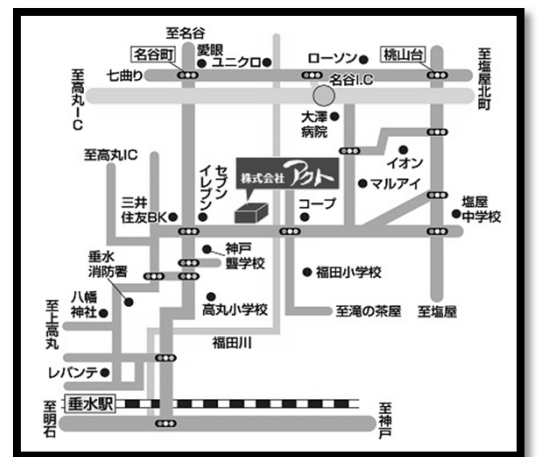 至名谷
名谷町
愛眼
ユニクロ
ローソン
桃山台
至塩屋北町
七曲り
名谷I.C
至高丸IC
大澤
病院
至高丸IC
イオン
セブン
イレブン
株式会社 アクト
マルアイ
三井
住友BK
コープ
塩屋
中学校
神戸
聾学校
垂水
消防署
福田小学校
八幡
神社
高丸小学校
至滝の茶屋
至塩屋
至上高丸
福田川
レバンテ
垂水駅
至明石
至神戸